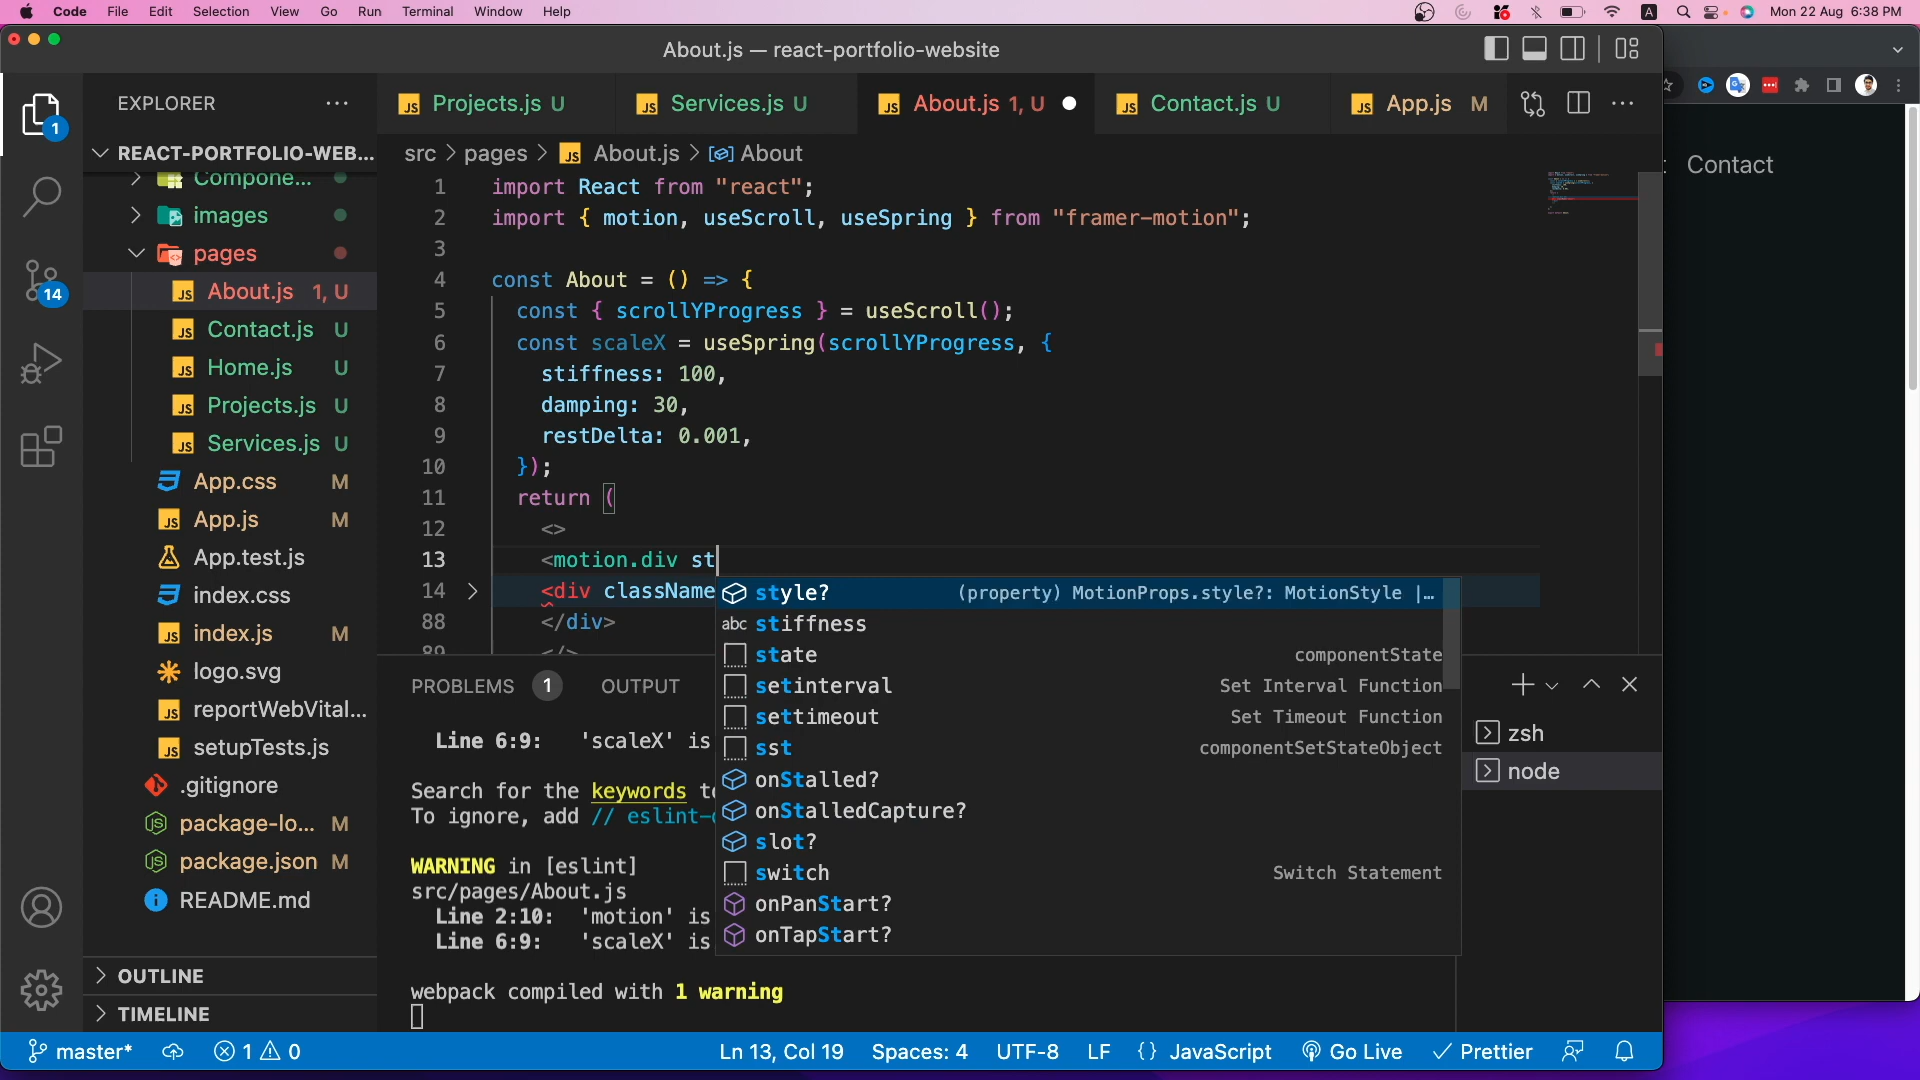 Code File Edit Selection View Go Run Terminal Window Help A Mon 22 Aug 6:38 PM
About.js — react-portfolio-website
EXPLORER
Projects.js U Services.js U About.js 1, U Contact.js U App.js M
REACT-PORTFOLIO-WEB...
src > pages > About.js > About
Compone...
images
pages
About.js 1, U
Contact.js U
Home.js U
Projects.js U
Services.js U
App.css M
App.js M
App.test.js
index.css
index.js M
logo.svg
reportWebVital...
setupTests.js
.gitignore
package-lo... M
package.json M
README.md
OUTLINE
TIMELINE
1
14
1 import React from "react";
2 import { motion, useScroll, useSpring } from "framer-motion";
3
4 const About = () => {
5 const { scrollYProgress } = useScroll();
6 const scaleX = useSpring(scrollYProgress, {
7 stiffness: 100,
8 damping: 30,
9 restDelta: 0.001,
10 });
11 return (
12 <>
13 <motion.div st
14 <div className
88 </div>
89 </>
style? (property) MotionProps.style?: MotionStyle |…
abc stiffness
state componentState
setinterval Set Interval Function
settimeout Set Timeout Function
sst componentSetStateObject
onStalled?
onStalledCapture?
slot?
switch Switch Statement
onPanStart?
onTapStart?
PROBLEMS 1 OUTPUT
Line 6:9: 'scaleX' is
Search for the keywords to
To ignore, add // eslint-
WARNING in [eslint]
src/pages/About.js
Line 2:10: 'motion' is
Line 6:9: 'scaleX' is
webpack compiled with 1 warning
zsh
node
Contact
master* 1 0 Ln 13, Col 19 Spaces: 4 UTF-8 LF {} JavaScript Go Live Prettier